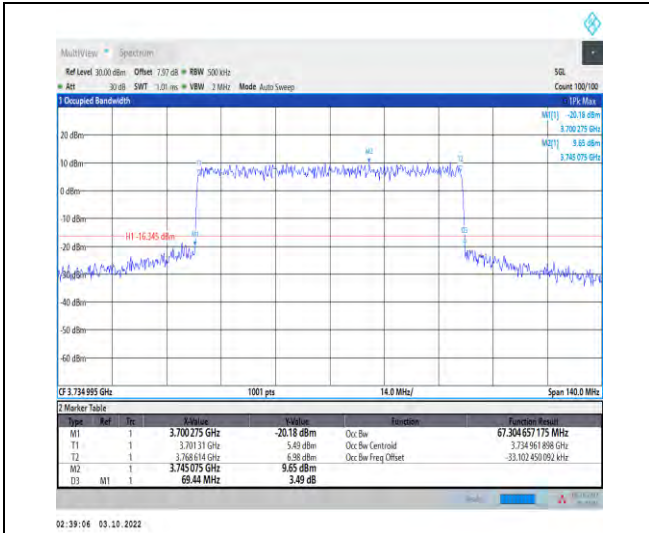 MultiView Spectrum
Ref Level 30.00 dBm Offset 7.97 dB RBW 500 kHz SGL
Att 30 dB SWT 1.01 ms VBW 2 MHz Mode Auto Sweep Count 100/100
1 Occupied Bandwidth 1Pk Max
M1[1] -20.18 dBm
3.700 275 GHz
M2[1] 9.65 dBm
3.745 075 GHz
20 dBm
M2
T1 T2
10 dBm
0 dBm
-10 dBm
H1 -16.345 dBm
M1 D3
-20 dBm
-30 dBm
-40 dBm
-50 dBm
-60 dBm
CF 3.734 995 GHz 1001 pts 14.0 MHz/ Span 140.0 MHz
2 Marker Table
Type Ref Trc X-Value Y-Value Function Function Result
M1 1 3.700 275 GHz -20.18 dBm Occ Bw 67.304 657 175 MHz
T1 1 3.701 31 GHz 5.49 dBm Occ Bw Centroid 3.734 961 898 GHz
T2 1 3.768 614 GHz 6.98 dBm Occ Bw Freq Offset -33.102 450 092 kHz
M2 1 3.745 075 GHz 9.65 dBm
D3 M1 1 69.44 MHz 3.49 dB
02:39:06 03.10.2022